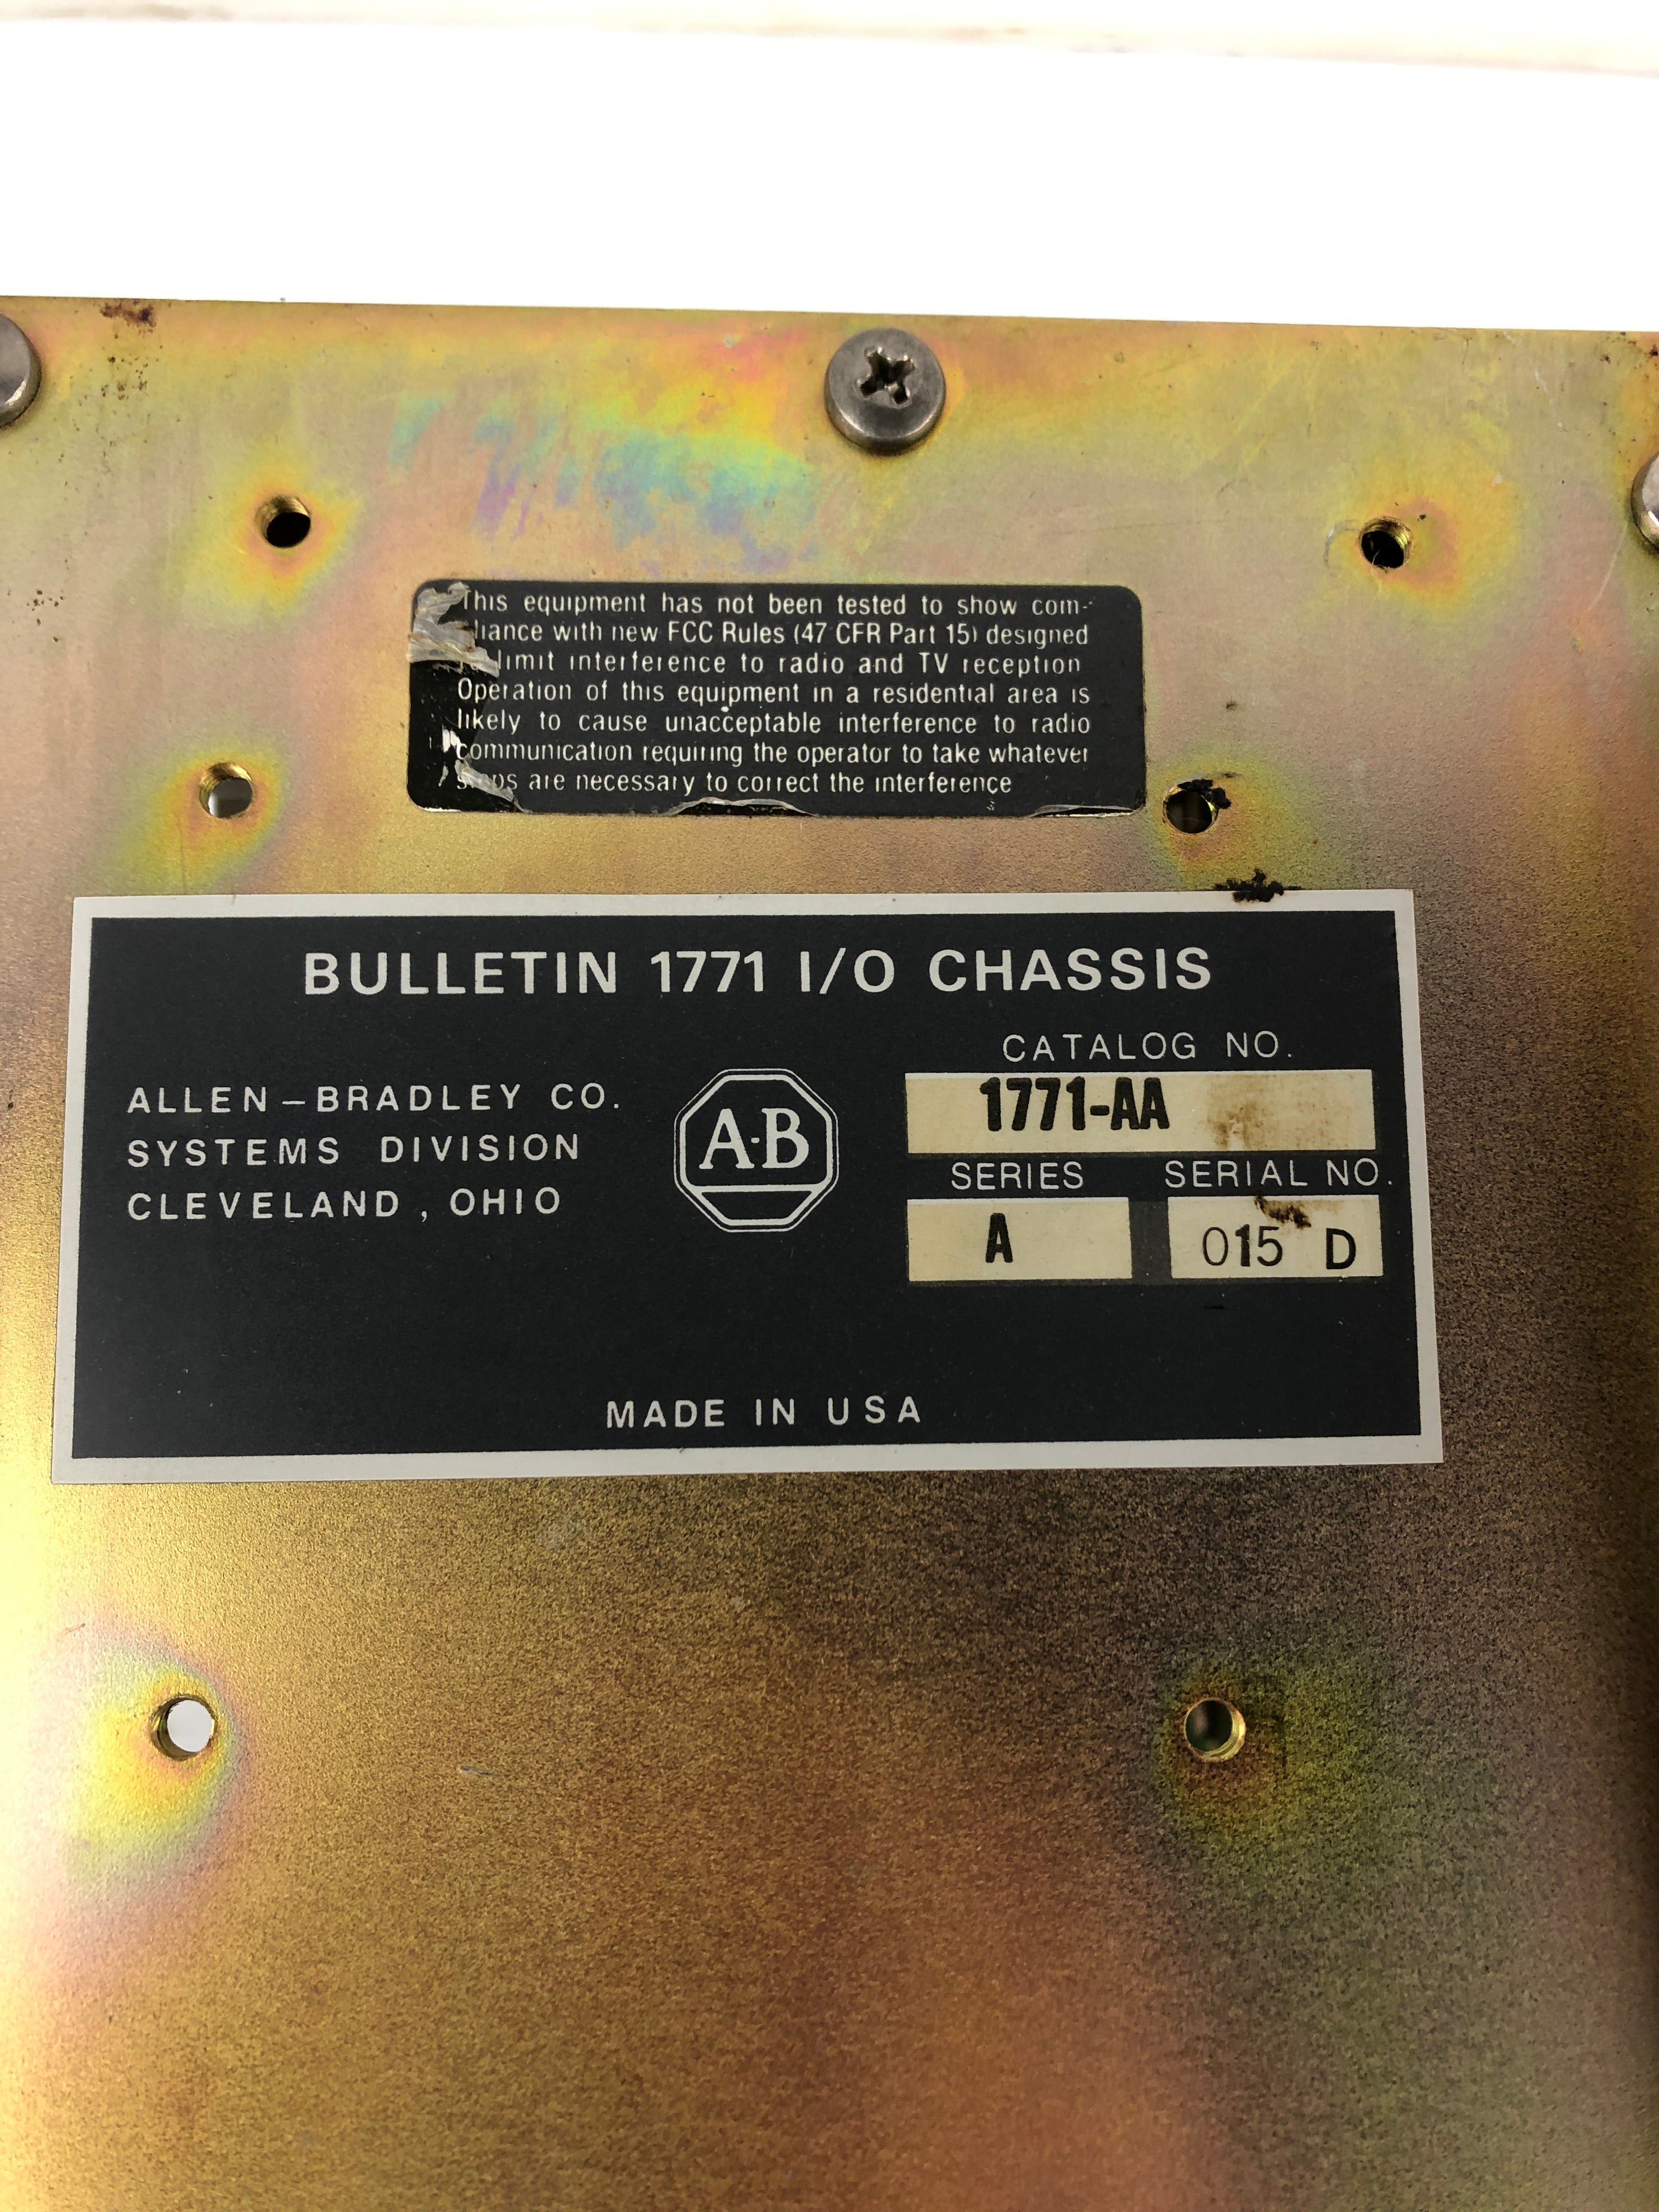 This equipment has not been tested to show com-
liance with new FCC Rules (47 CFR Part 15) designed
limit interference to radio and TV reception
Operation of this equipment in a residential area is
likely to cause unacceptable interference to radio
communication requiring the operator to take whatever
steps are necessary to correct the interference
BULLETIN 1771 I/O CHASSIS
CATALOG NO.
1771-AA
ALLEN-BRADLEY CO.
SYSTEMS DIVISION
CLEVELAND, OHIO
A-B
SERIES
SERIAL NO.
A
015 D
MADE IN USA